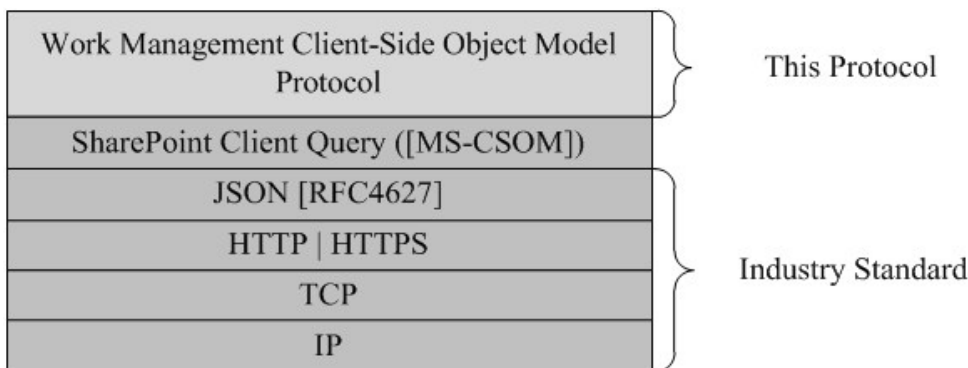 Work Management Client-Side Object Model
Protocol
This Protocol
SharePoint Client Query ([MS-CSOM])
JSON [RFC4627]
HTTP | HTTPS
Industry Standard
TCP
IP